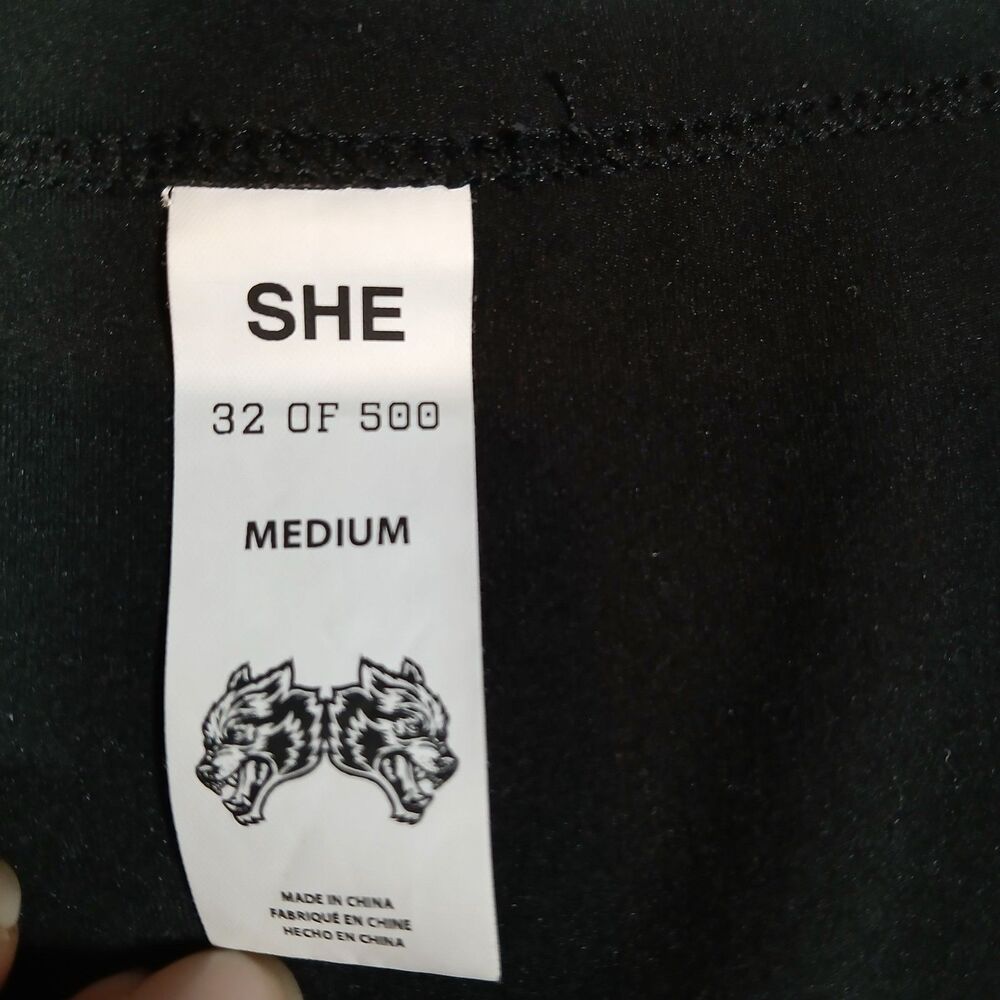 SHE
32 OF 500
MEDIUM
MADE IN CHINA
FABRIQUÉ EN CHINE
HECHO EN CHINA